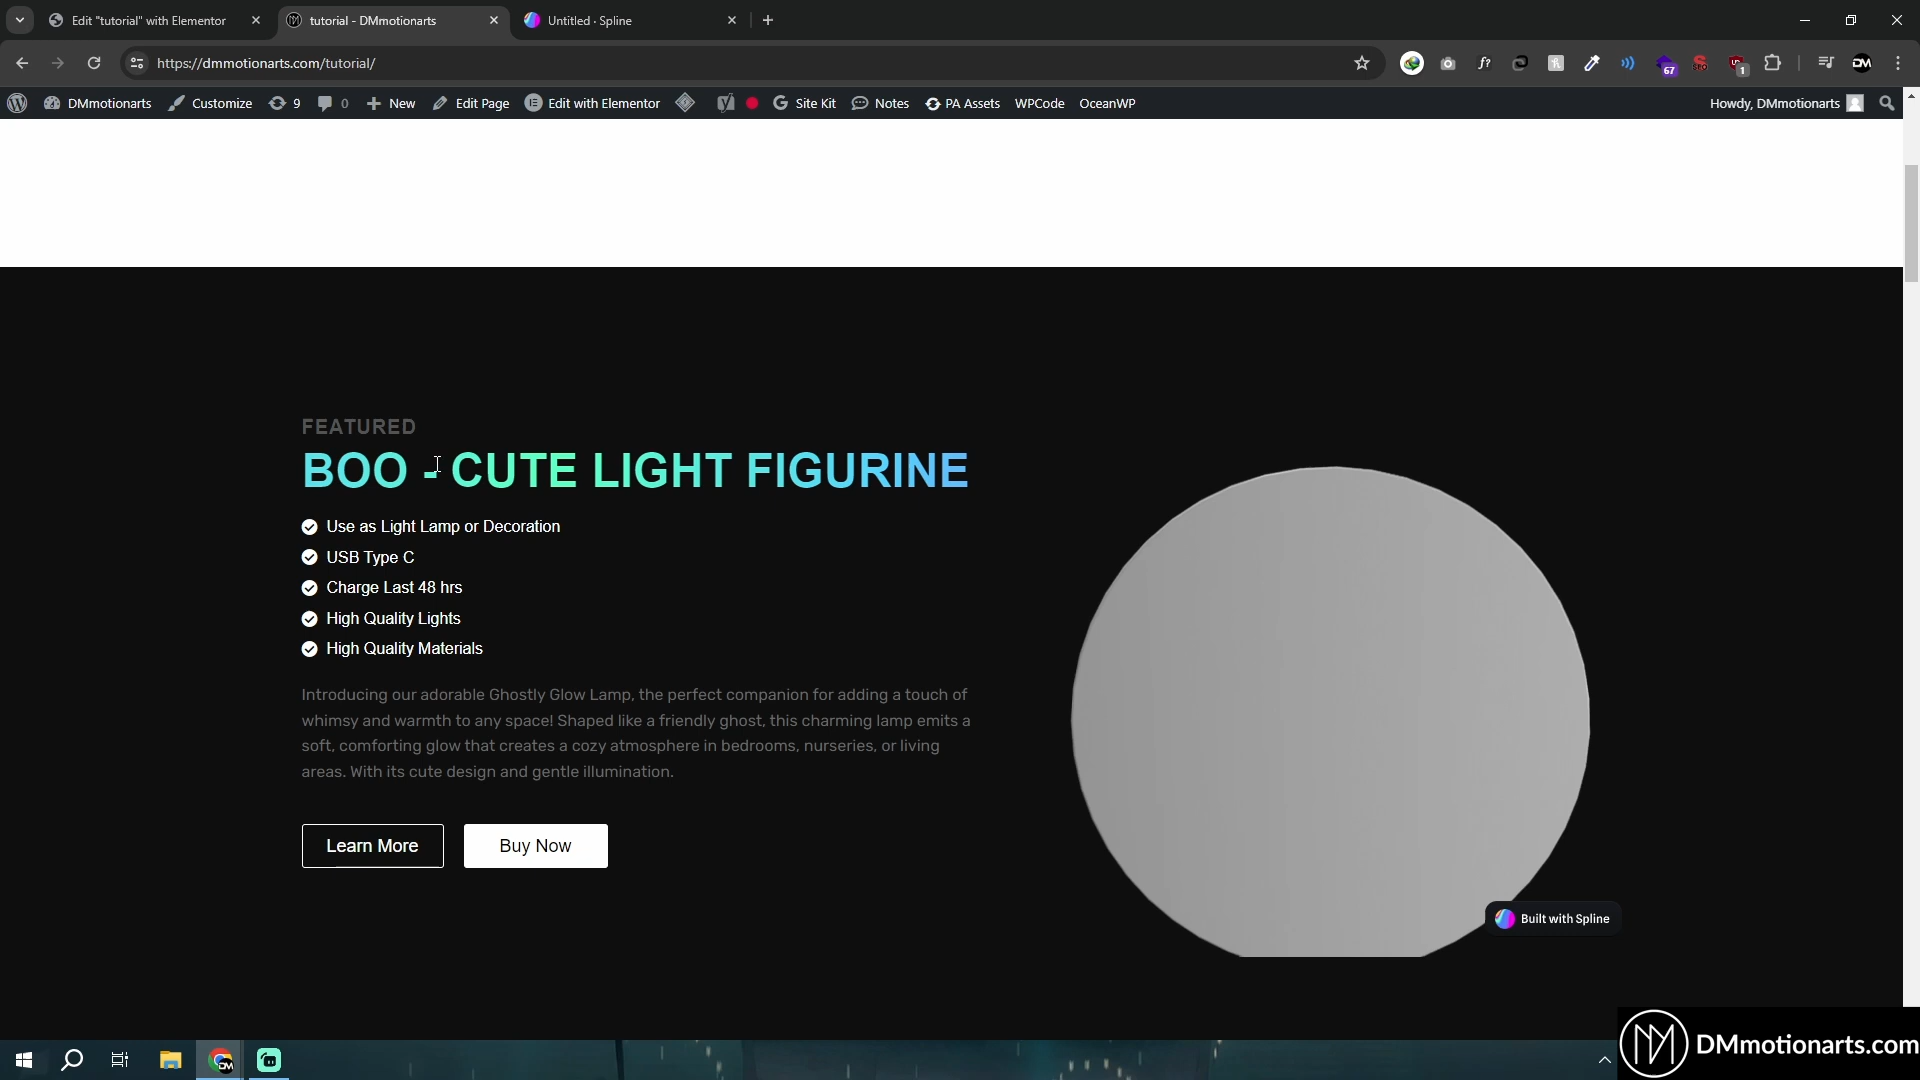 Edit "tutorial" with Elementor
tutorial - DMmotionarts
Untitled · Spline
https://dmmotionarts.com/tutorial/
67
1
DM
DMmotionarts
Customize
9
0
New
Edit Page
Edit with Elementor
Site Kit
Notes
PA Assets
WPCode
OceanWP
Howdy, DMmotionarts
FEATURED
BOO - CUTE LIGHT FIGURINE
Use as Light Lamp or Decoration
USB Type C
Charge Last 48 hrs
High Quality Lights
High Quality Materials
Introducing our adorable Ghostly Glow Lamp, the perfect companion for adding a touch of
whimsy and warmth to any space! Shaped like a friendly ghost, this charming lamp emits a
soft, comforting glow that creates a cozy atmosphere in bedrooms, nurseries, or living
areas. With its cute design and gentle illumination.
Learn More
Buy Now
Built with Spline
DMmotionarts.com